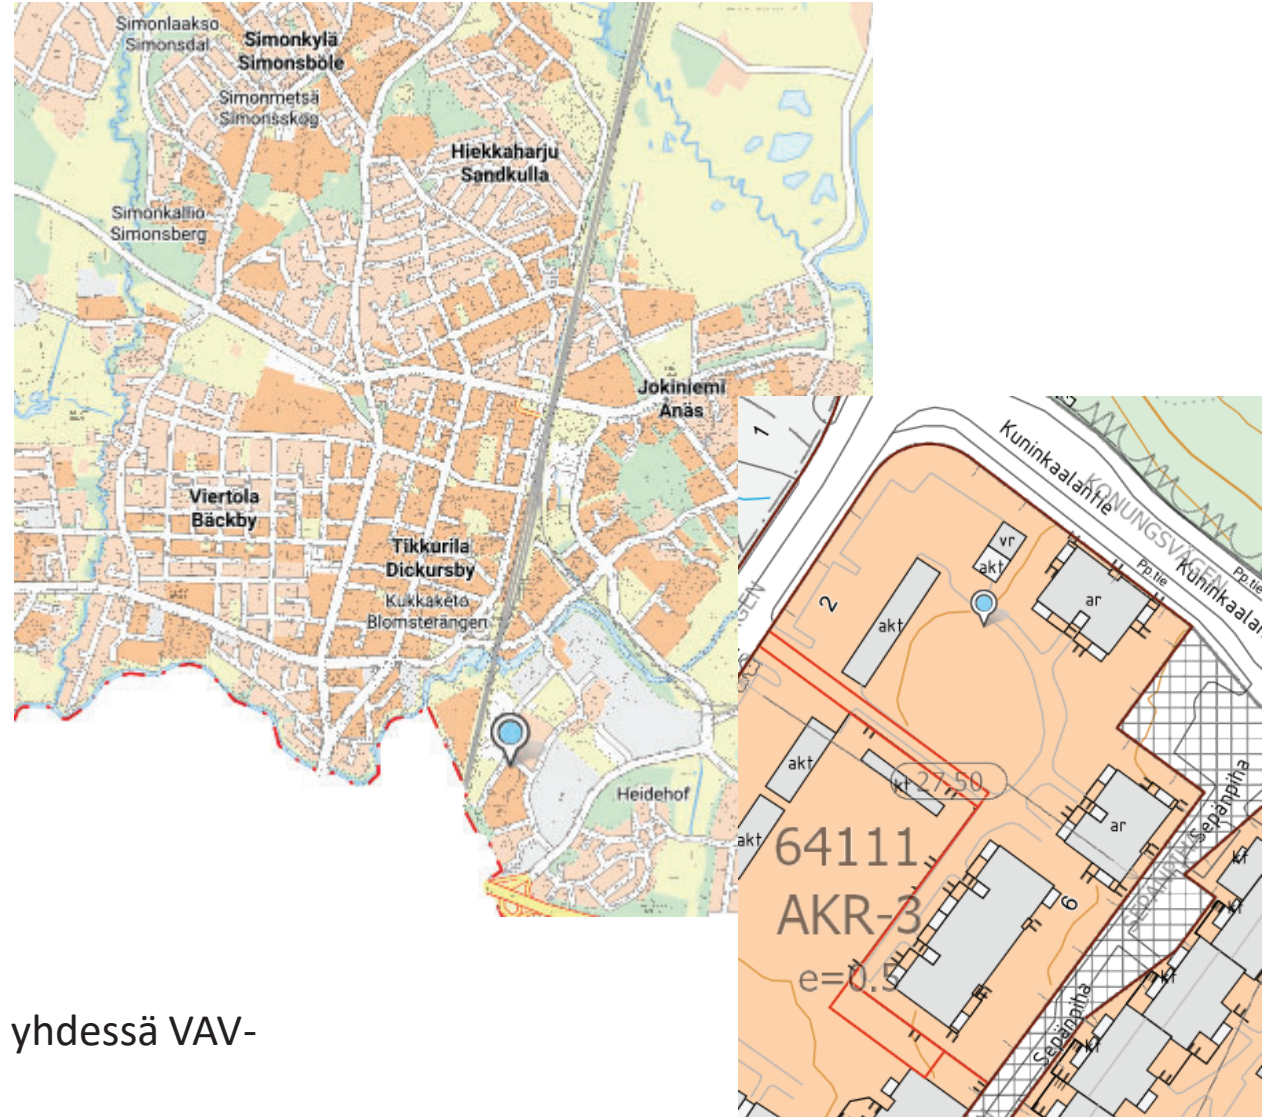 Simonlaakso
Simonsdal
Simonkylä
Simonsböle
Simonmetsä
Simonsskog
Hiekkaharju
Sandkulla
Simonkallio
Simonsberg
Jokiniemi
Ånäs
Viertola
Bäckby
Tikkurila
Dickursby
Kukkaketo
Blomsterängen
Heidehof
1
Kuninkaalantie
KONUNGSVÄGEN
Pp.tie
Pp.tie
vr
akt
ar
2
akt
akt
kt
27.50
ar
Sepänpiha
akt
64111
AKR-3
e=0.5
6
kt
kt
kt
kt
Sepänpiha
yhdessä VAV-